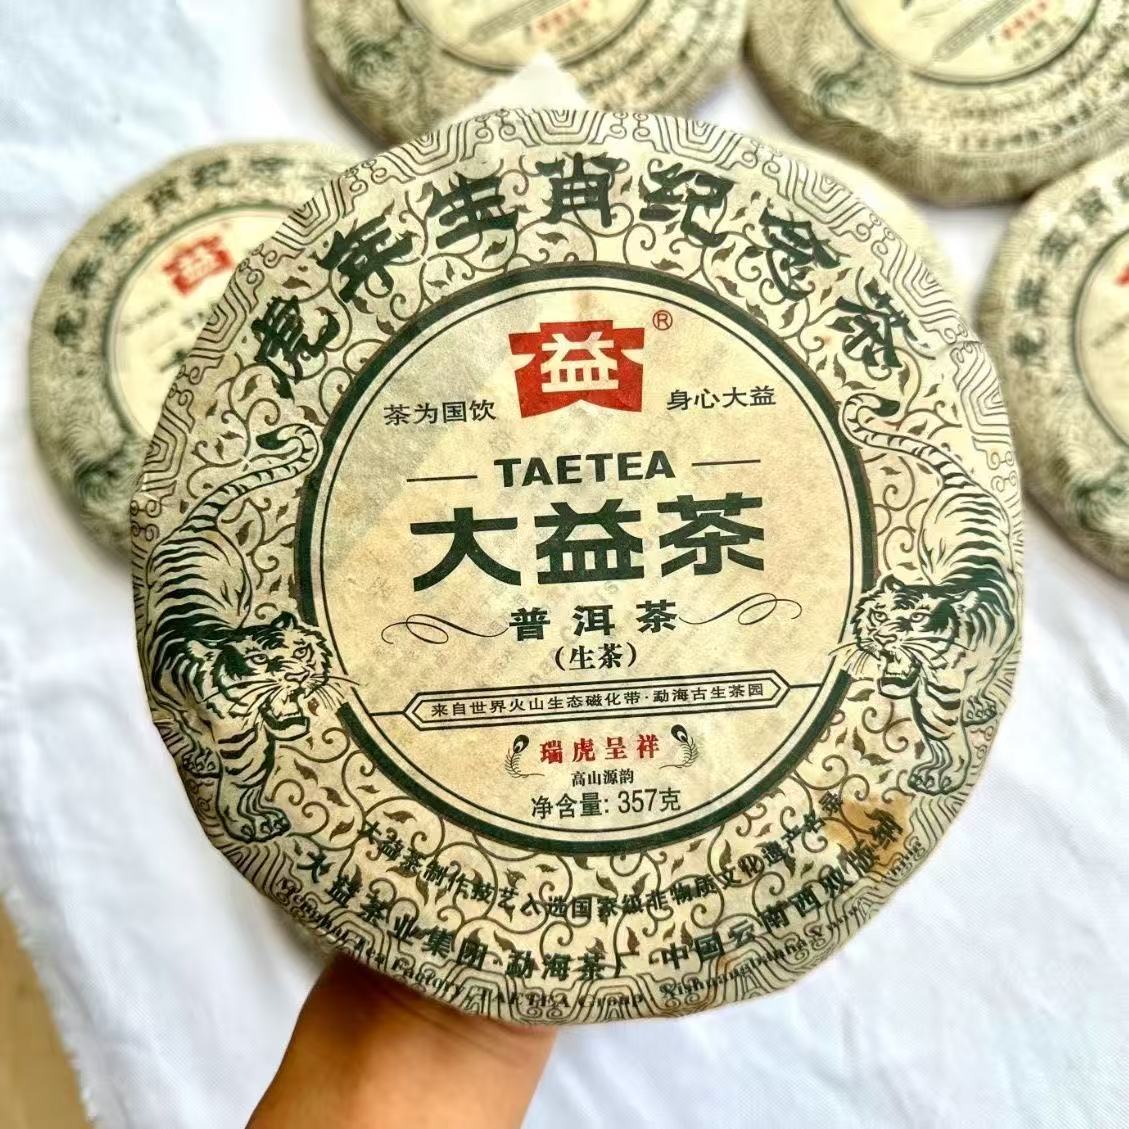 虎年生肖纪念茶
益®
茶为国饮
身心大益
TAETEA
大益茶
普洱茶
(生茶)
来自世界火山生态磁化带·勐海古生茶园
瑞虎呈祥
高山源韵
净含量: 357克
大益茶制作技艺入选国家级非物质文化遗产名录
大益茶业集团·勐海茶厂 中国云南西双版纳
Tea Factory, TAETEA Group · Xishuangbanna